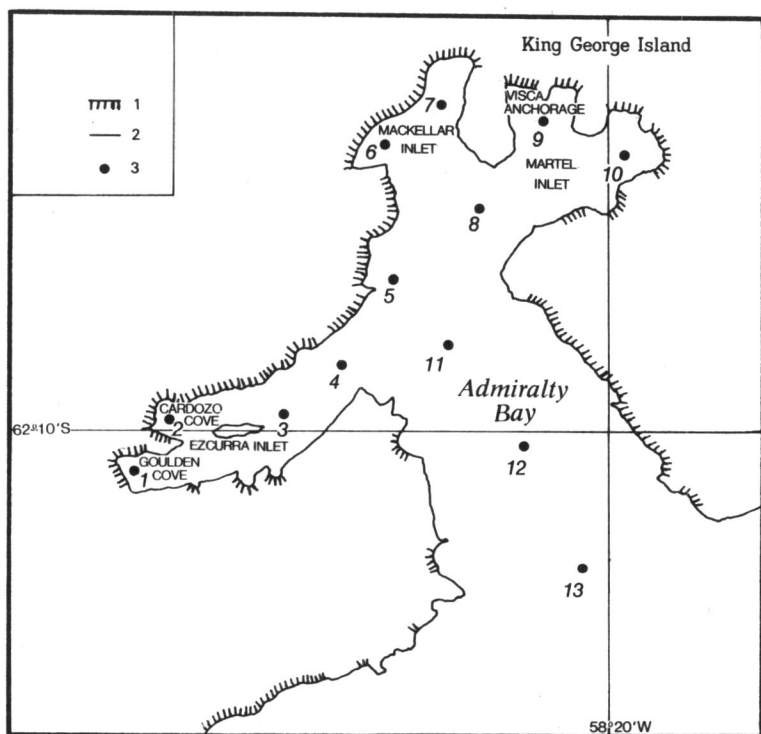 King George Island
1
2
3
7
VISCA
ANCHORAGE
9
MACKELLAR
INLET
6
10
MARTEL
INLET
8
5
11
4
Admiralty
Bay
CARDOZO
COVE
2
3
62°10'S
EZCURRA INLET
12
GOULDEN
COVE
1
13
58°20'W